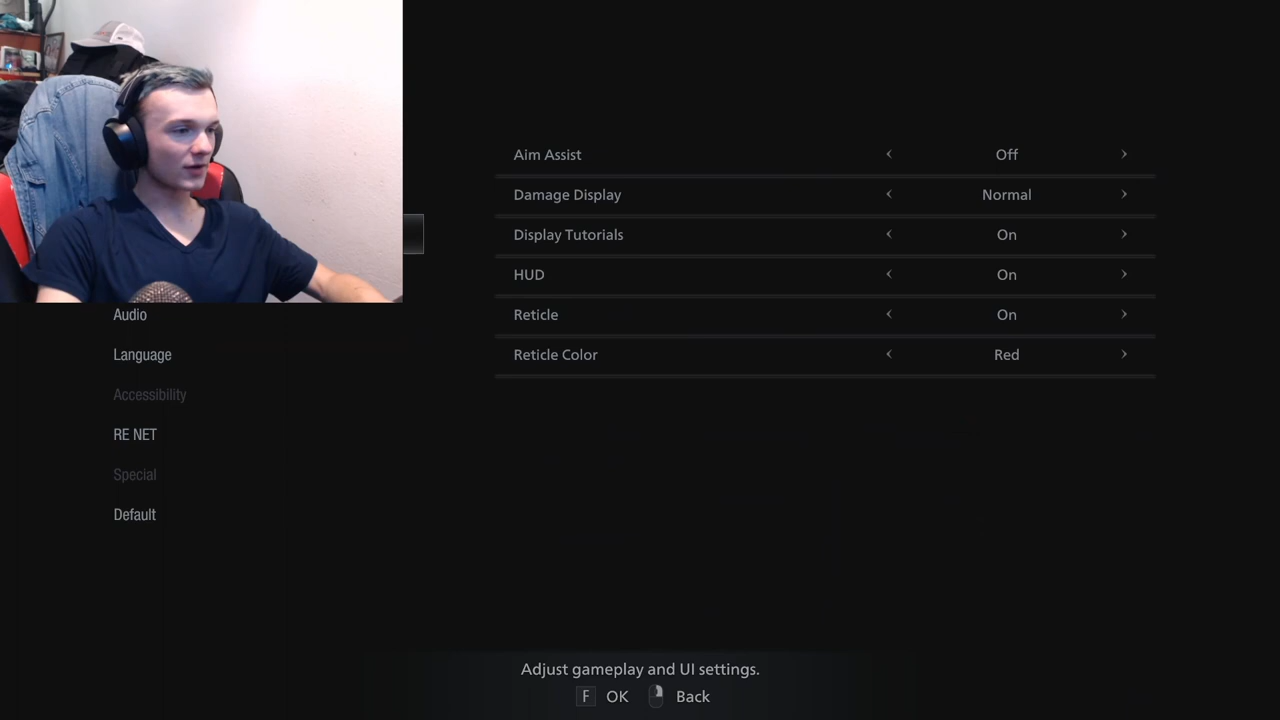 Aim Assist Off
Damage Display Normal
Display Tutorials On
HUD On
Reticle On
Reticle Color Red
Audio
Language
Accessibility
RE NET
Special
Default
Adjust gameplay and UI settings.
F OK Back